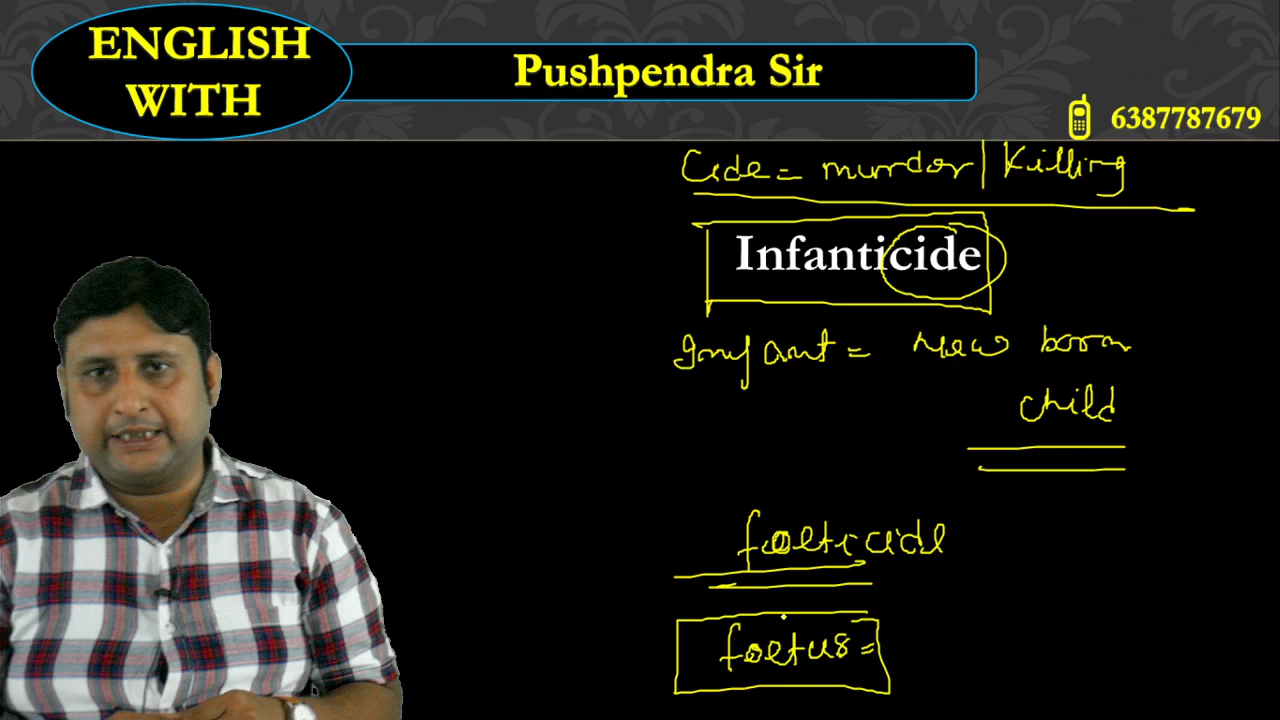 ENGLISH
WITH
Pushpendra Sir
6387787679
Cide = murder | Killing
Infanticide
Infant = new born
child
foeticide
foetus =